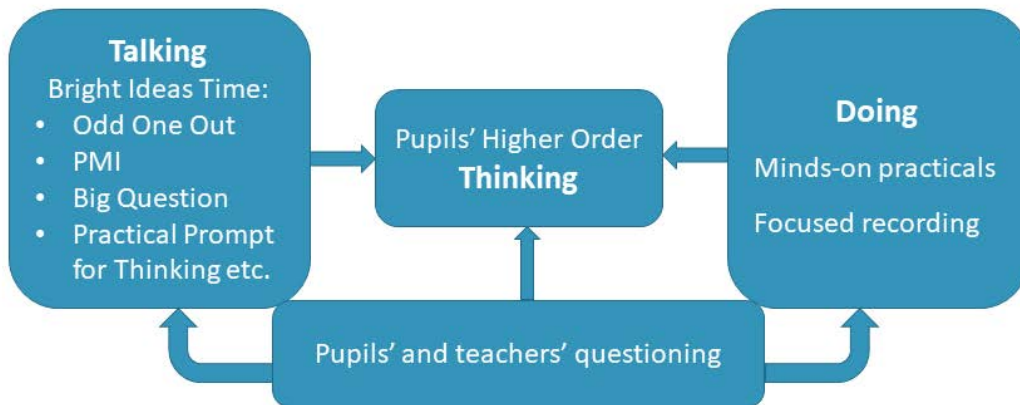 Talking
Bright Ideas Time:
• Odd One Out
• PMI
• Big Question
• Practical Prompt
for Thinking etc.
Pupils' Higher Order
Thinking
Doing
Minds-on practicals
Focused recording
Pupils' and teachers' questioning